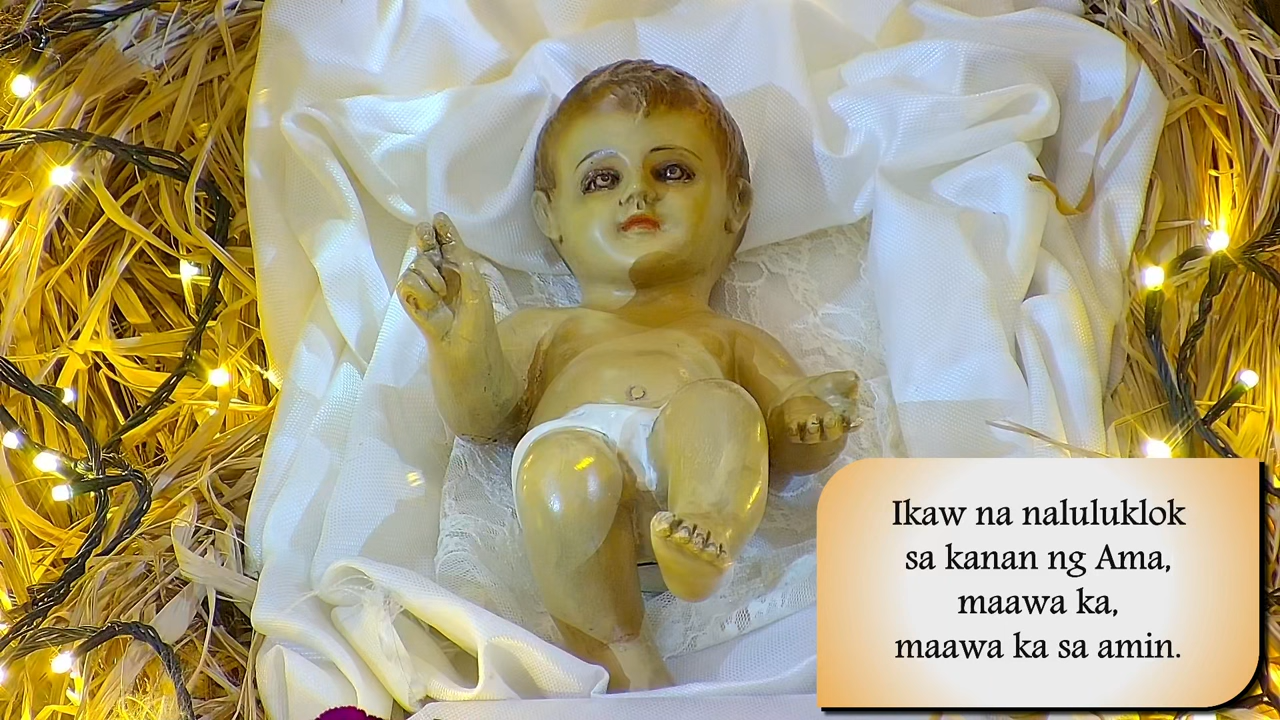 Ikaw na naluluklok
sa kanan ng Ama,
maawa ka,
maawa ka sa amin.